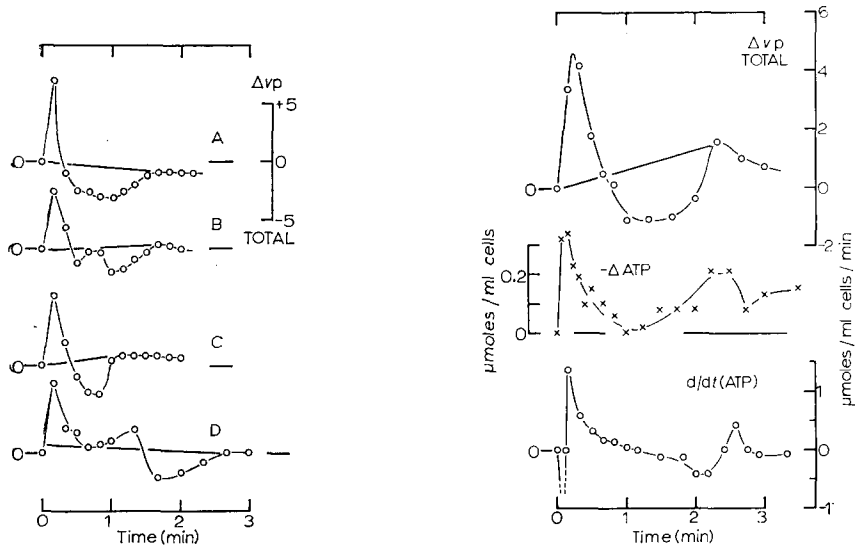 Δvp
+5
A
0
0
B
-5
TOTAL
0
C
0
D
0
0 1 2 3
Time (min)
6
Δvp
TOTAL
4
2
0
0
-2
μmoles / ml cells
0.2
-ΔATP
0
μmoles / ml cells / min
d/dt(ATP)
1
0
0
-1
0 1 2 3
Time (min)